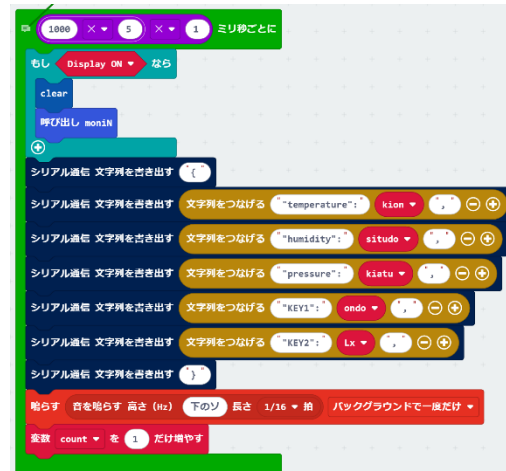 1000 × ▾ 5 × ▾ 1 ミリ秒ごとに
もし Display ON ▾ なら
clear
呼び出し moniN
シリアル通信 文字列を書き出す "{"
シリアル通信 文字列を書き出す 文字列をつなげる ""temperature":" kion ▾ ","
シリアル通信 文字列を書き出す 文字列をつなげる ""humidity":" situdo ▾ ","
シリアル通信 文字列を書き出す 文字列をつなげる ""pressure":" kiatu ▾ ","
シリアル通信 文字列を書き出す 文字列をつなげる ""KEY1":" ondo ▾ ","
シリアル通信 文字列を書き出す 文字列をつなげる ""KEY2":" Lx ▾ ","
シリアル通信 文字列を書き出す "}"
鳴らす 音を鳴らす 高さ (Hz) 下のソ 長さ 1/16 ▾ 拍 バックグラウンドで一度だけ ▾
変数 count ▾ を 1 だけ増やす